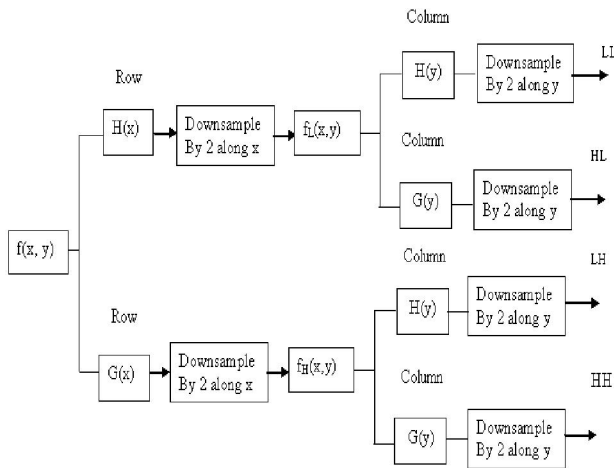 Column
LL
H(y)
Downsample
By 2 along y
Row
H(x)
Downsample
By 2 along x
fL(x,y)
Column
HL
G(y)
Downsample
By 2 along y
f(x, y)
Column
LH
H(y)
Downsample
By 2 along y
Row
G(x)
Downsample
By 2 along x
fH(x,y)
Column
HH
G(y)
Downsample
By 2 along y